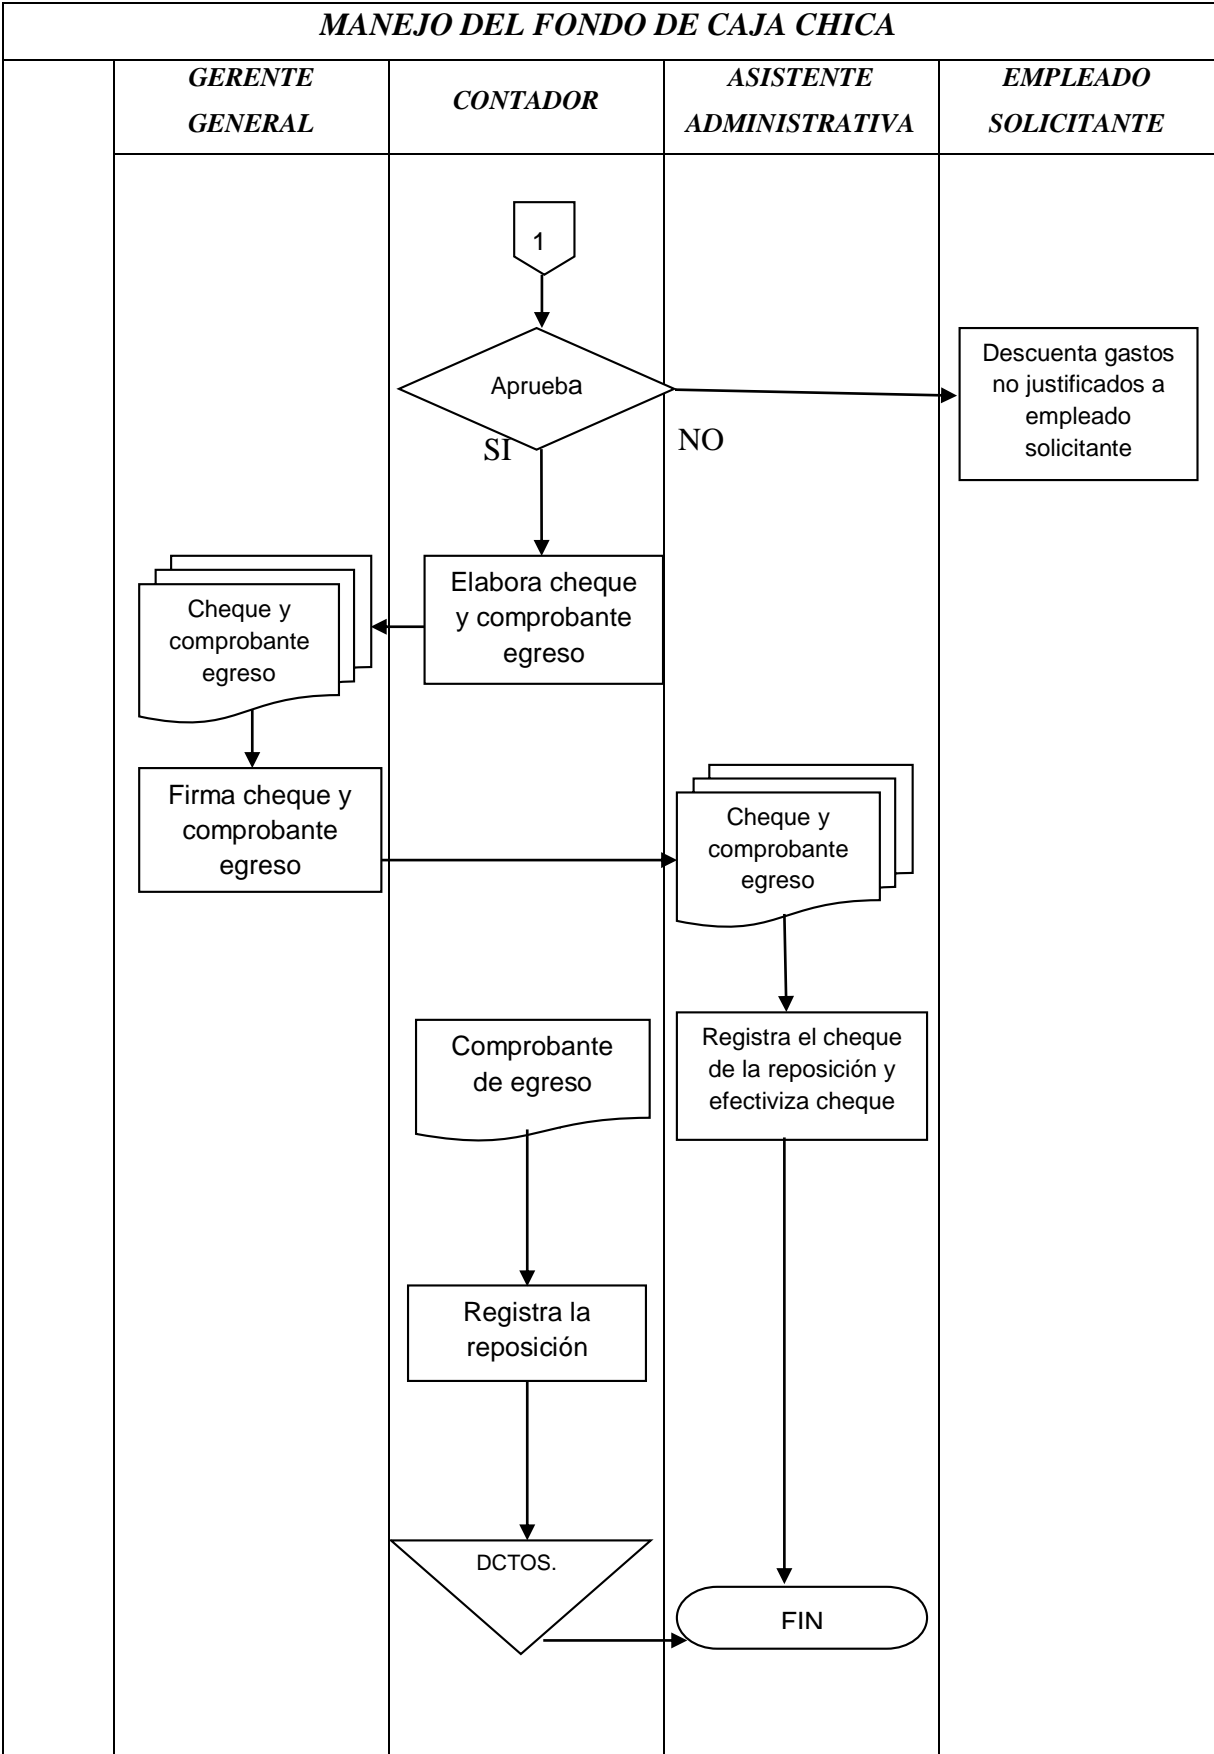 MANEJO DEL FONDO DE CAJA CHICA
GERENTE
GENERAL
CONTADOR
ASISTENTE
ADMINISTRATIVA
EMPLEADO
SOLICITANTE
1
Aprueba
SI
NO
Descuenta gastos
no justificados a
empleado
solicitante
Elabora cheque
y comprobante
egreso
Cheque y
comprobante
egreso
Firma cheque y
comprobante
egreso
Cheque y
comprobante
egreso
Registra el cheque
de la reposición y
efectiviza cheque
Comprobante
de egreso
Registra la
reposición
DCTOS.
FIN